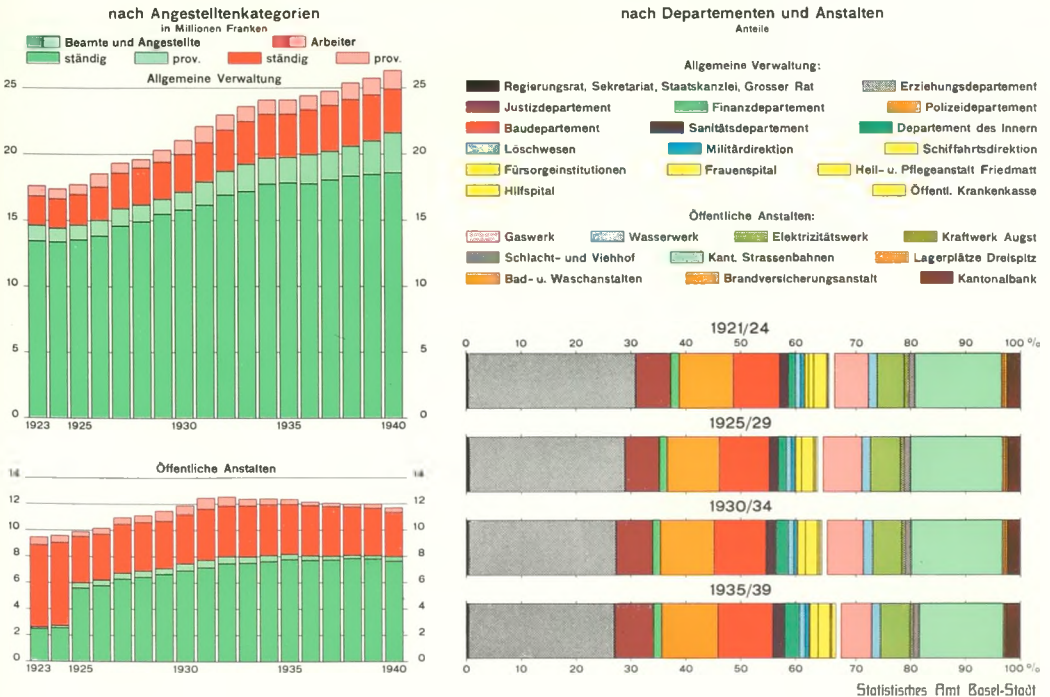 nach Angestelltenkategorien
in Millionen Franken
Beamte und Angestellte Arbeiter
ständig prov. ständig prov.
Allgemeine Verwaltung
25 25
20 20
15 15
10 10
5 5
0 0
1923 1925 1930 1935 1940
Öffentliche Anstalten
14 14
12 12
10 10
8 8
6 6
4 4
2 2
0 0
1923 1925 1930 1935 1940
nach Departementen und Anstalten
Anteile
Allgemeine Verwaltung:
Regierungsrat, Sekretariat, Staatskanzlei, Grosser Rat Erziehungsdepartement
Justizdepartement Finanzdepartement Polizeidepartement
Baudepartement Sanitätsdepartement Departement des Innern
Löschwesen Militärdirektion Schiffahrtsdirektion
Fürsorgeinstitutionen Frauenspital Heil- u. Pflegeanstalt Friedmatt
Hilfspital Öffentl. Krankenkasse
Öffentliche Anstalten:
Gaswerk Wasserwerk Elektrizitätswerk Kraftwerk Augst
Schlacht- und Viehhof Kant. Strassenbahnen Lagerplätze Dreispitz
Bad- u. Waschanstalten Brandversicherungsanstalt Kantonalbank
1921/24
0 10 20 30 40 50 60 70 80 90 100 %
1925/29
1930/34
1935/39
0 10 20 30 40 50 60 70 80 90 100 %
Statistisches Amt Basel-Stadt